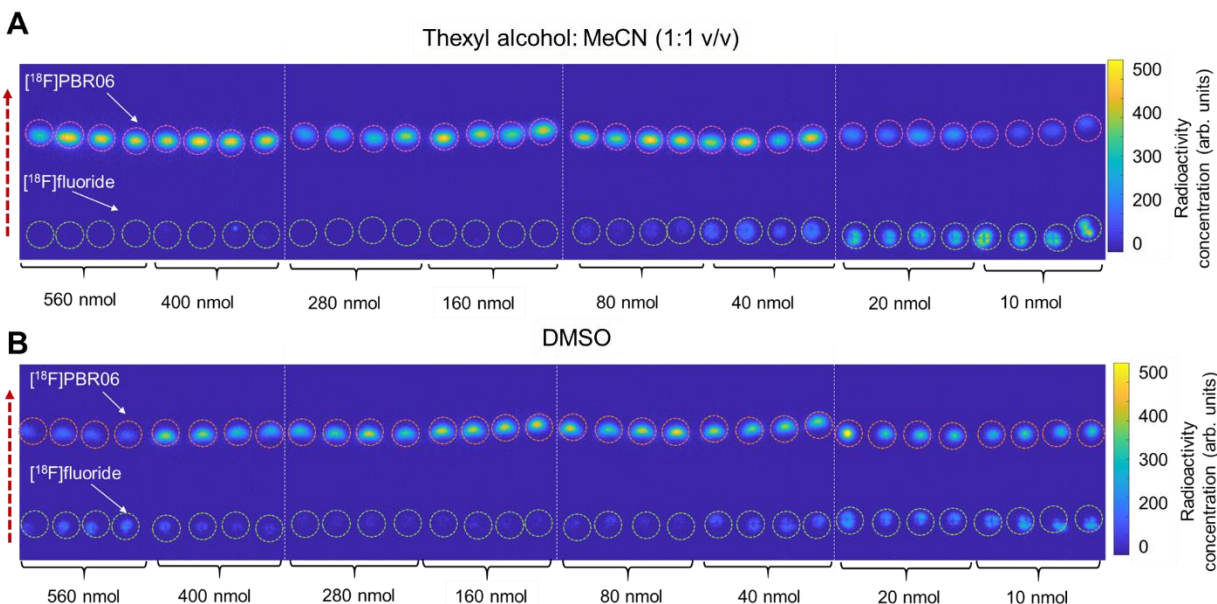 A
Thexyl alcohol: MeCN (1:1 v/v)
[¹⁸F]PBR06
[¹⁸F]fluoride
500
400
300
200
0
Radioactivity
concentration (arb. units)
560 nmol
400 nmol
280 nmol
160 nmol
80 nmol
40 nmol
20 nmol
10 nmol
B
DMSO
[¹⁸F]PBR06
[¹⁸F]fluoride
500
400
300
200
0
Radioactivity
concentration (arb. units)
560 nmol
400 nmol
280 nmol
160 nmol
80 nmol
40 nmol
20 nmol
10 nmol